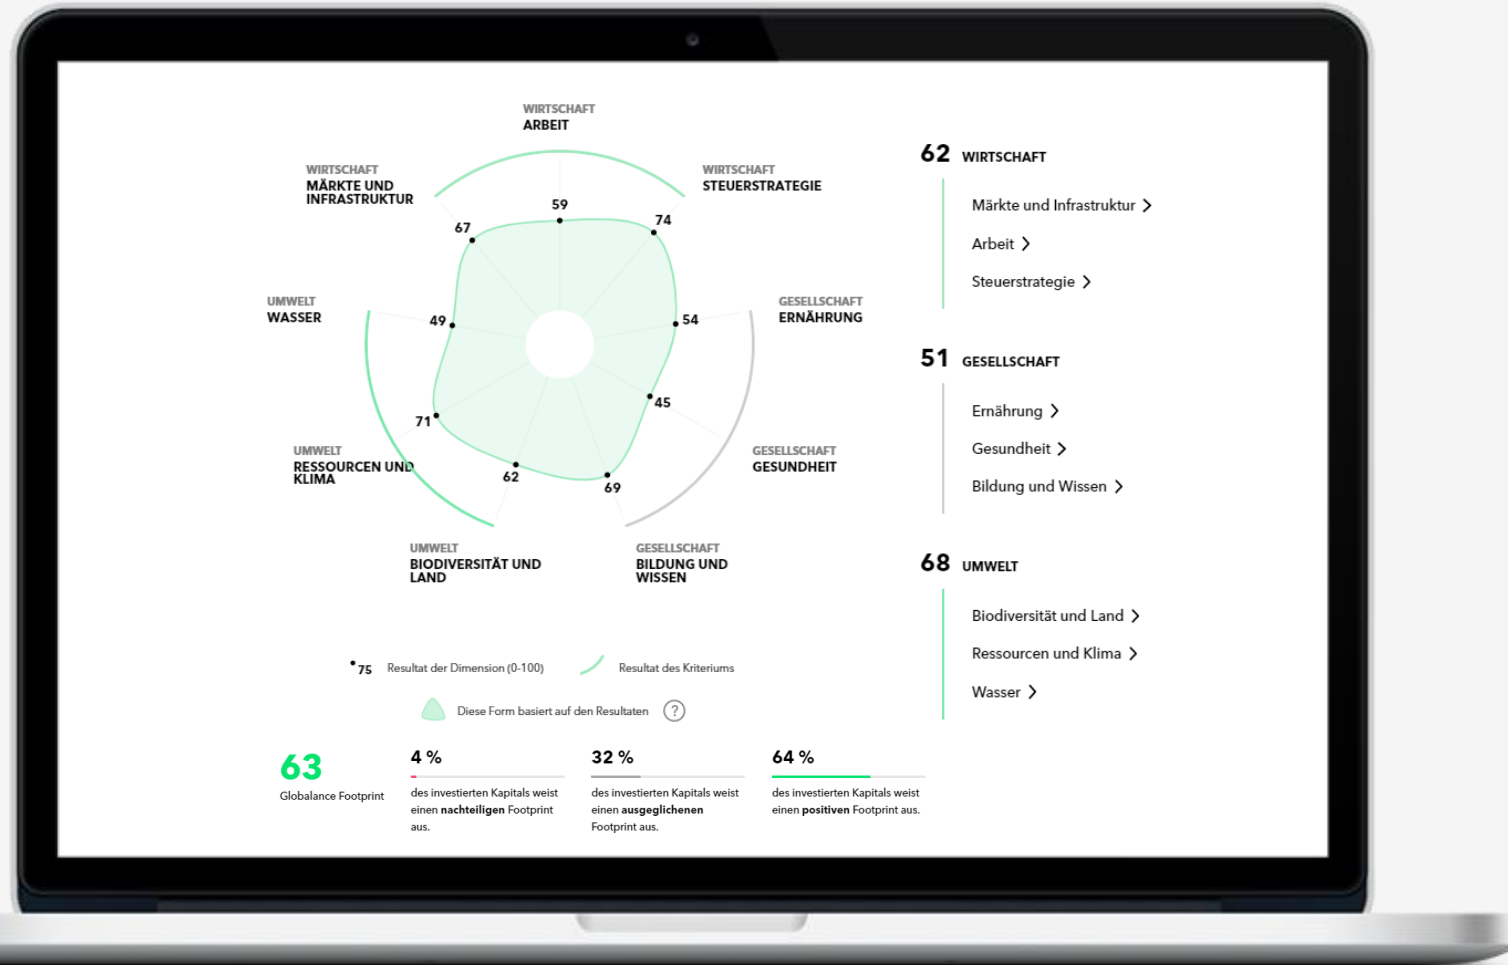 WIRTSCHAFT
ARBEIT
WIRTSCHAFT
MÄRKTE UND
INFRASTRUKTUR
WIRTSCHAFT
STEUERSTRATEGIE
59
67
74
UMWELT
WASSER
49
54
GESELLSCHAFT
ERNÄHRUNG
71
45
UMWELT
RESSOURCEN UND
KLIMA
62
69
GESELLSCHAFT
GESUNDHEIT
UMWELT
BIODIVERSITÄT UND
LAND
GESELLSCHAFT
BILDUNG UND
WISSEN
75 Resultat der Dimension (0-100)
Resultat des Kriteriums
Diese Form basiert auf den Resultaten ?
63
Globalance Footprint
4 %
des investierten Kapitals weist
einen nachteiligen Footprint
aus.
32 %
des investierten Kapitals weist
einen ausgeglichenen
Footprint aus.
64 %
des investierten Kapitals weist
einen positiven Footprint aus.
62 WIRTSCHAFT
Märkte und Infrastruktur
Arbeit
Steuerstrategie
51 GESELLSCHAFT
Ernährung
Gesundheit
Bildung und Wissen
68 UMWELT
Biodiversität und Land
Ressourcen und Klima
Wasser